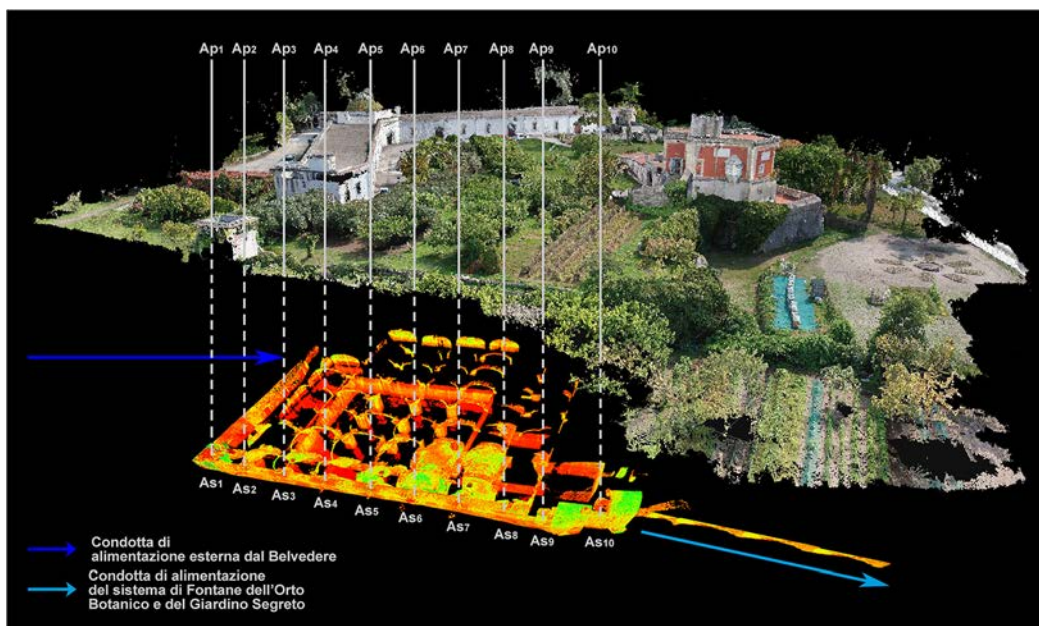 Ap1 Ap2 Ap3 Ap4 Ap5 Ap6 Ap7 Ap8 Ap9 Ap10
As1 As2 As3 As4 As5 As6 As7 As8 As9 As10
Condotta di
alimentazione esterna dal Belvedere
Condotta di alimentazione
del sistema di Fontane dell'Orto
Botanico e del Giardino Segreto